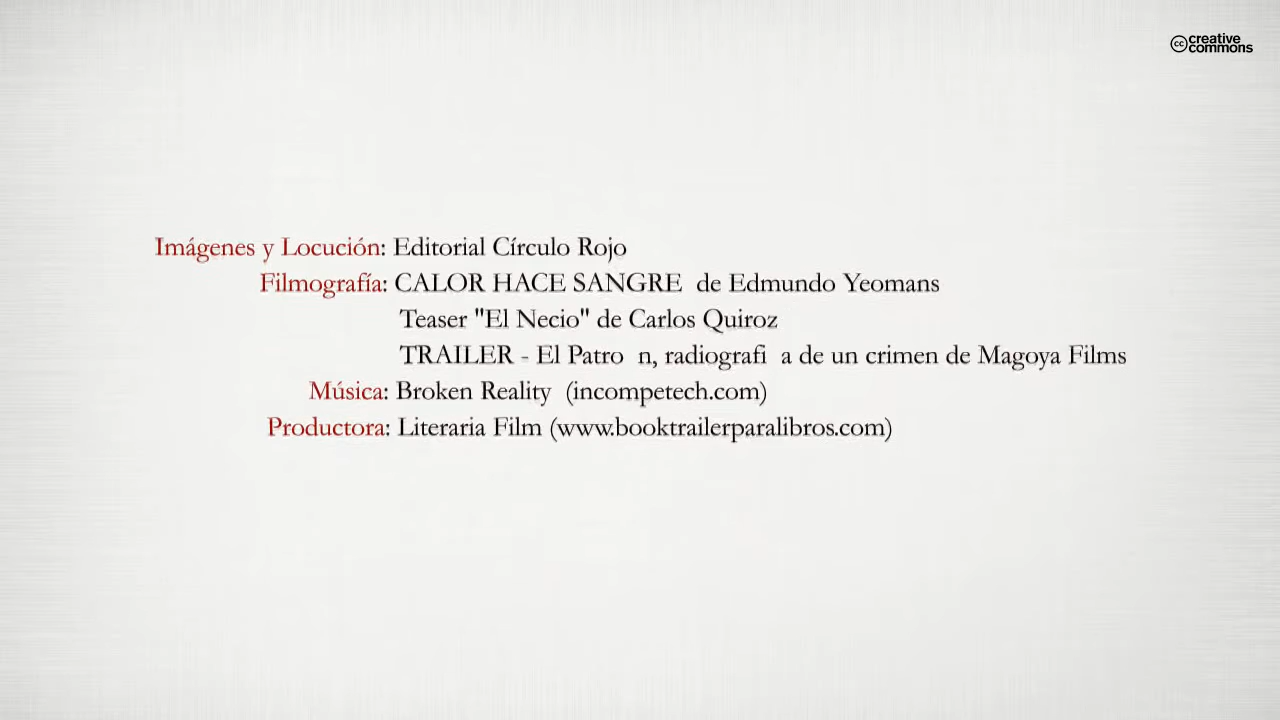 cc creative
commons
Imágenes y Locución: Editorial Círculo Rojo
Filmografía: CALOR HACE SANGRE de Edmundo Yeomans
Teaser "El Necio" de Carlos Quiroz
TRAILER - El Patro n, radiografi a de un crimen de Magoya Films
Música: Broken Reality (incompetech.com)
Productora: Literaria Film (www.booktrailerparalibros.com)